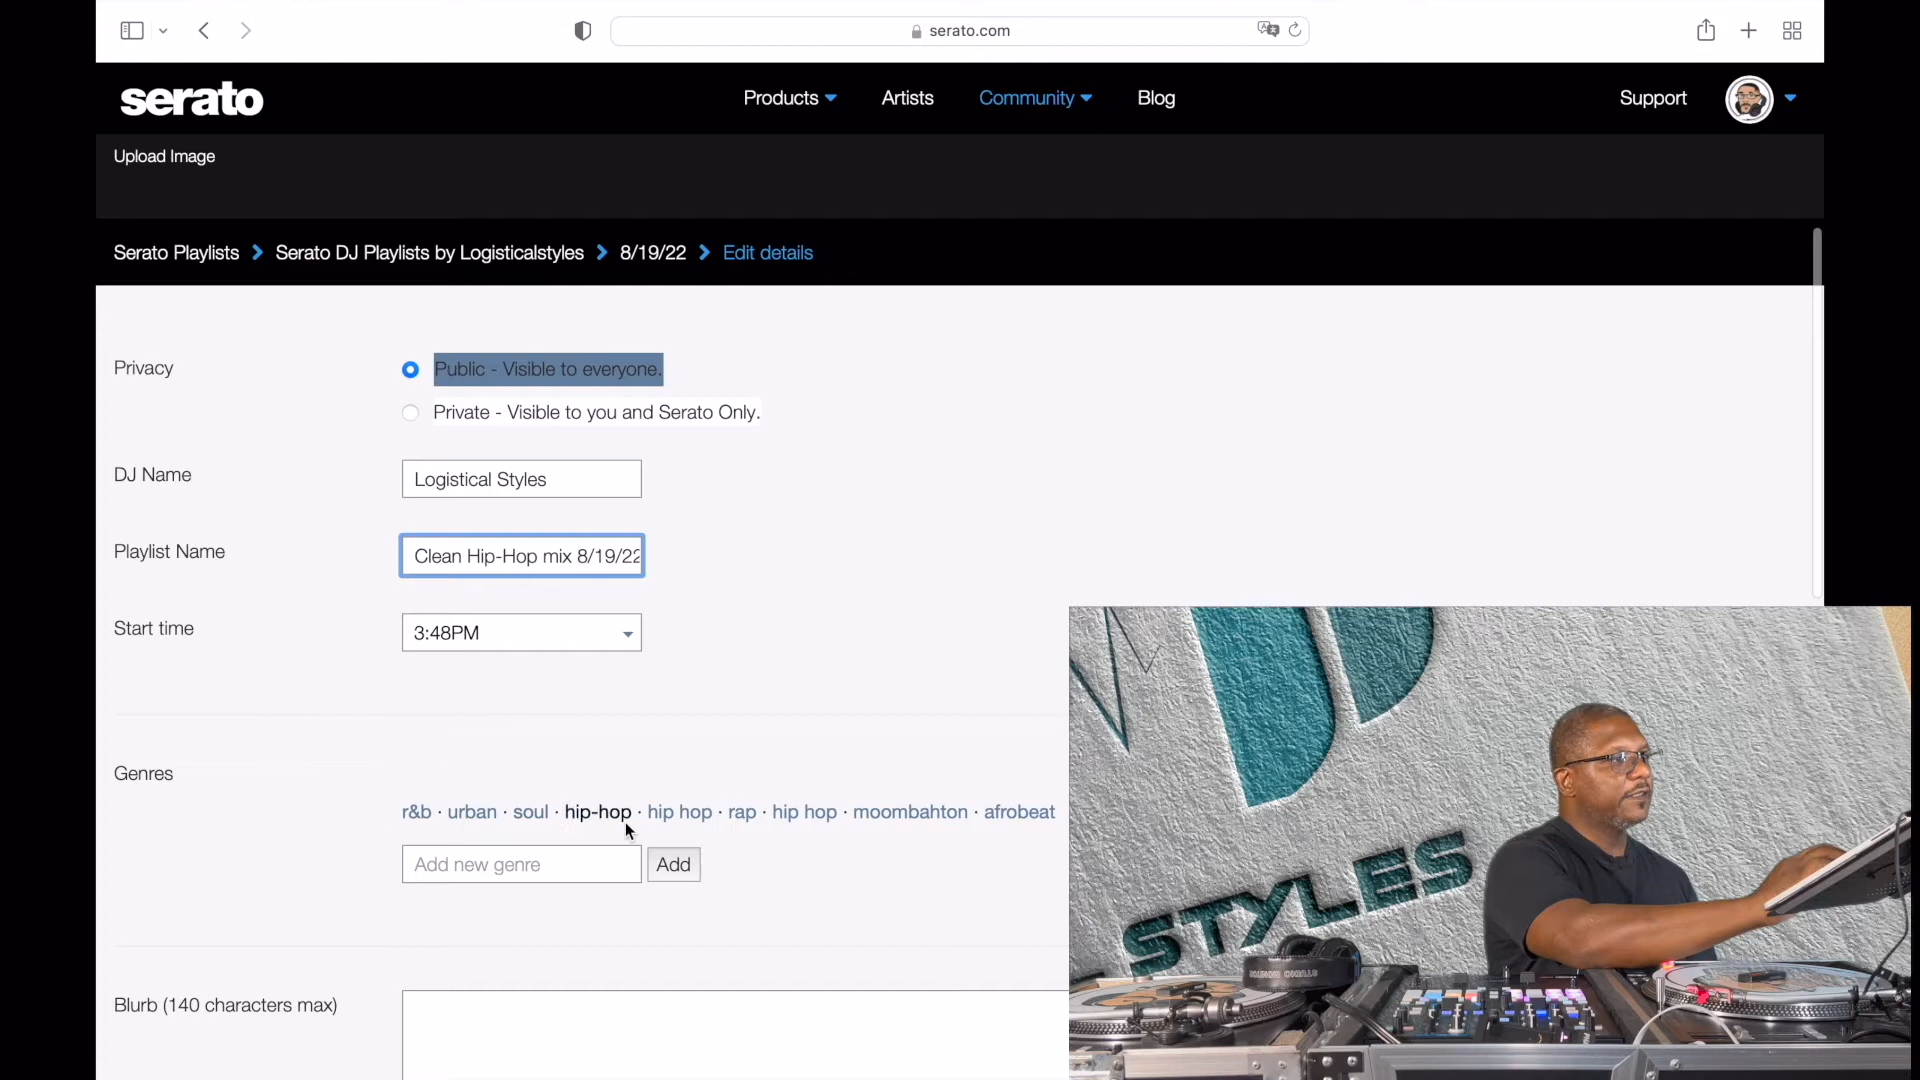 serato.com
serato
Products
Artists
Community
Blog
Support
Upload Image
Serato Playlists
Serato DJ Playlists by Logisticalstyles
8/19/22
Edit details
Privacy
Public - Visible to everyone.
Private - Visible to you and Serato Only.
DJ Name
Logistical Styles
Playlist Name
Clean Hip-Hop mix 8/19/22
Start time
3:48PM
Genres
r&b · urban · soul · hip-hop · hip hop · rap · hip hop · moombahton · afrobeat
Add new genre
Add
Blurb (140 characters max)
STYLES